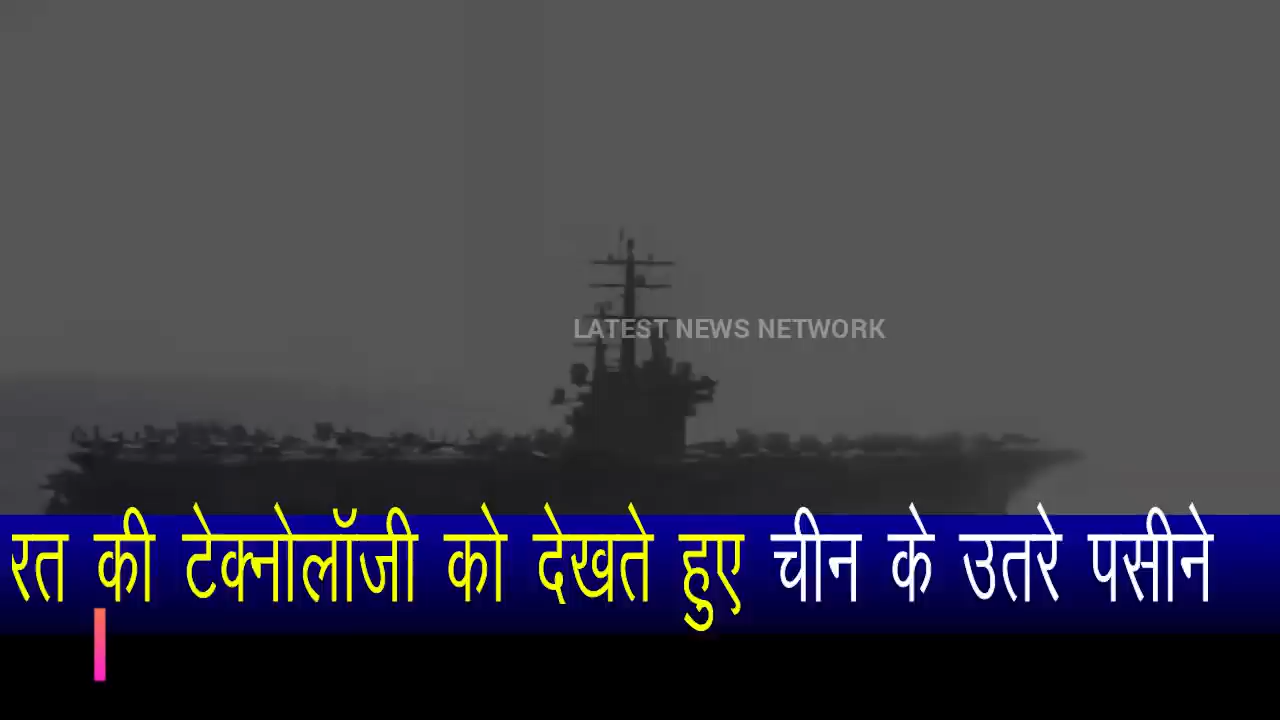 LATEST NEWS NETWORK
रत की टेक्नोलॉजी को देखते हुए चीन के उतरे पसीने